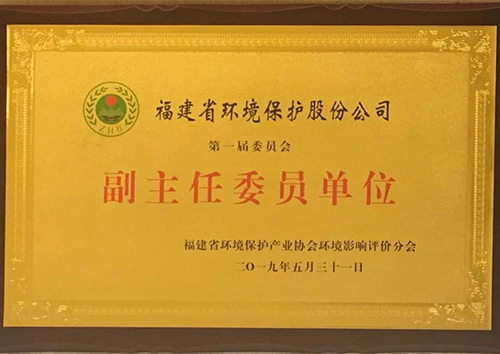 福建省环境保护股份公司
第一届委员会
副主任委员单位
福建省环境保护产业协会环境影响评价分会
二O一九年五月三十一日